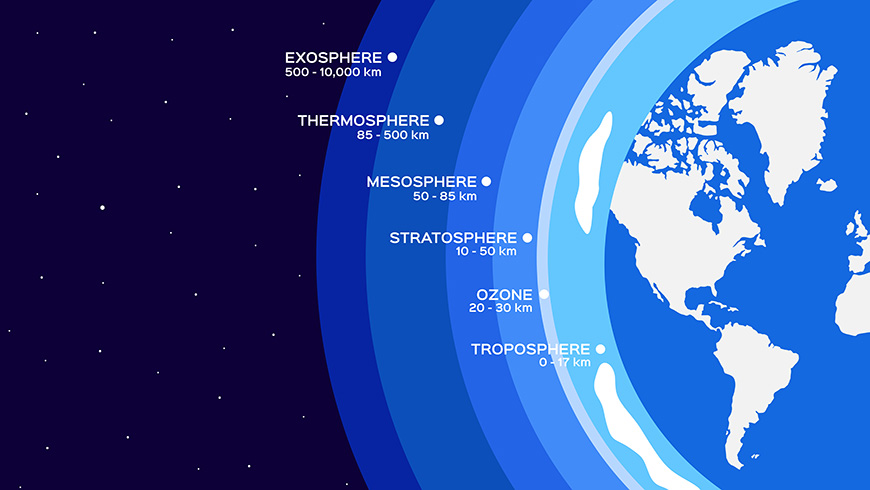 EXOSPHERE
500 - 10,000 km
THERMOSPHERE
85 - 500 km
MESOSPHERE
50 - 85 km
STRATOSPHERE
10 - 50 km
OZONE
20 - 30 km
TROPOSPHERE
0 - 17 km